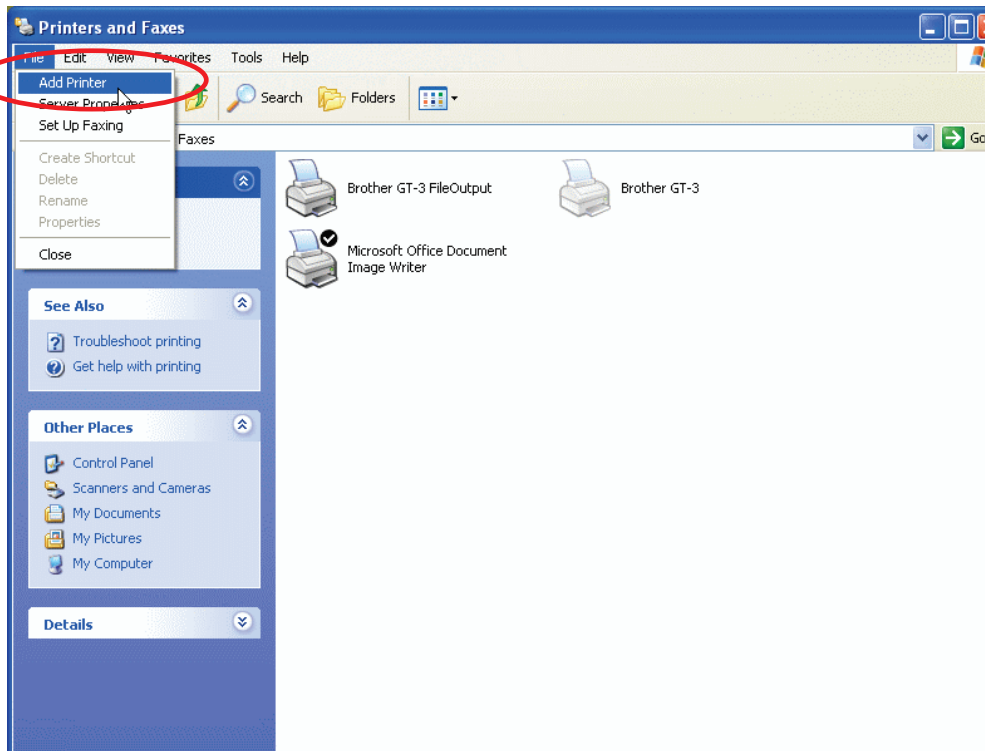 Printers and Faxes
File Edit View Favorites Tools Help
Add Printer
Server Properties
Set Up Faxing
Create Shortcut
Delete
Rename
Properties
Close
Search Folders
Faxes
Go
Brother GT-3 FileOutput
Brother GT-3
Microsoft Office Document
Image Writer
See Also
Troubleshoot printing
Get help with printing
Other Places
Control Panel
Scanners and Cameras
My Documents
My Pictures
My Computer
Details